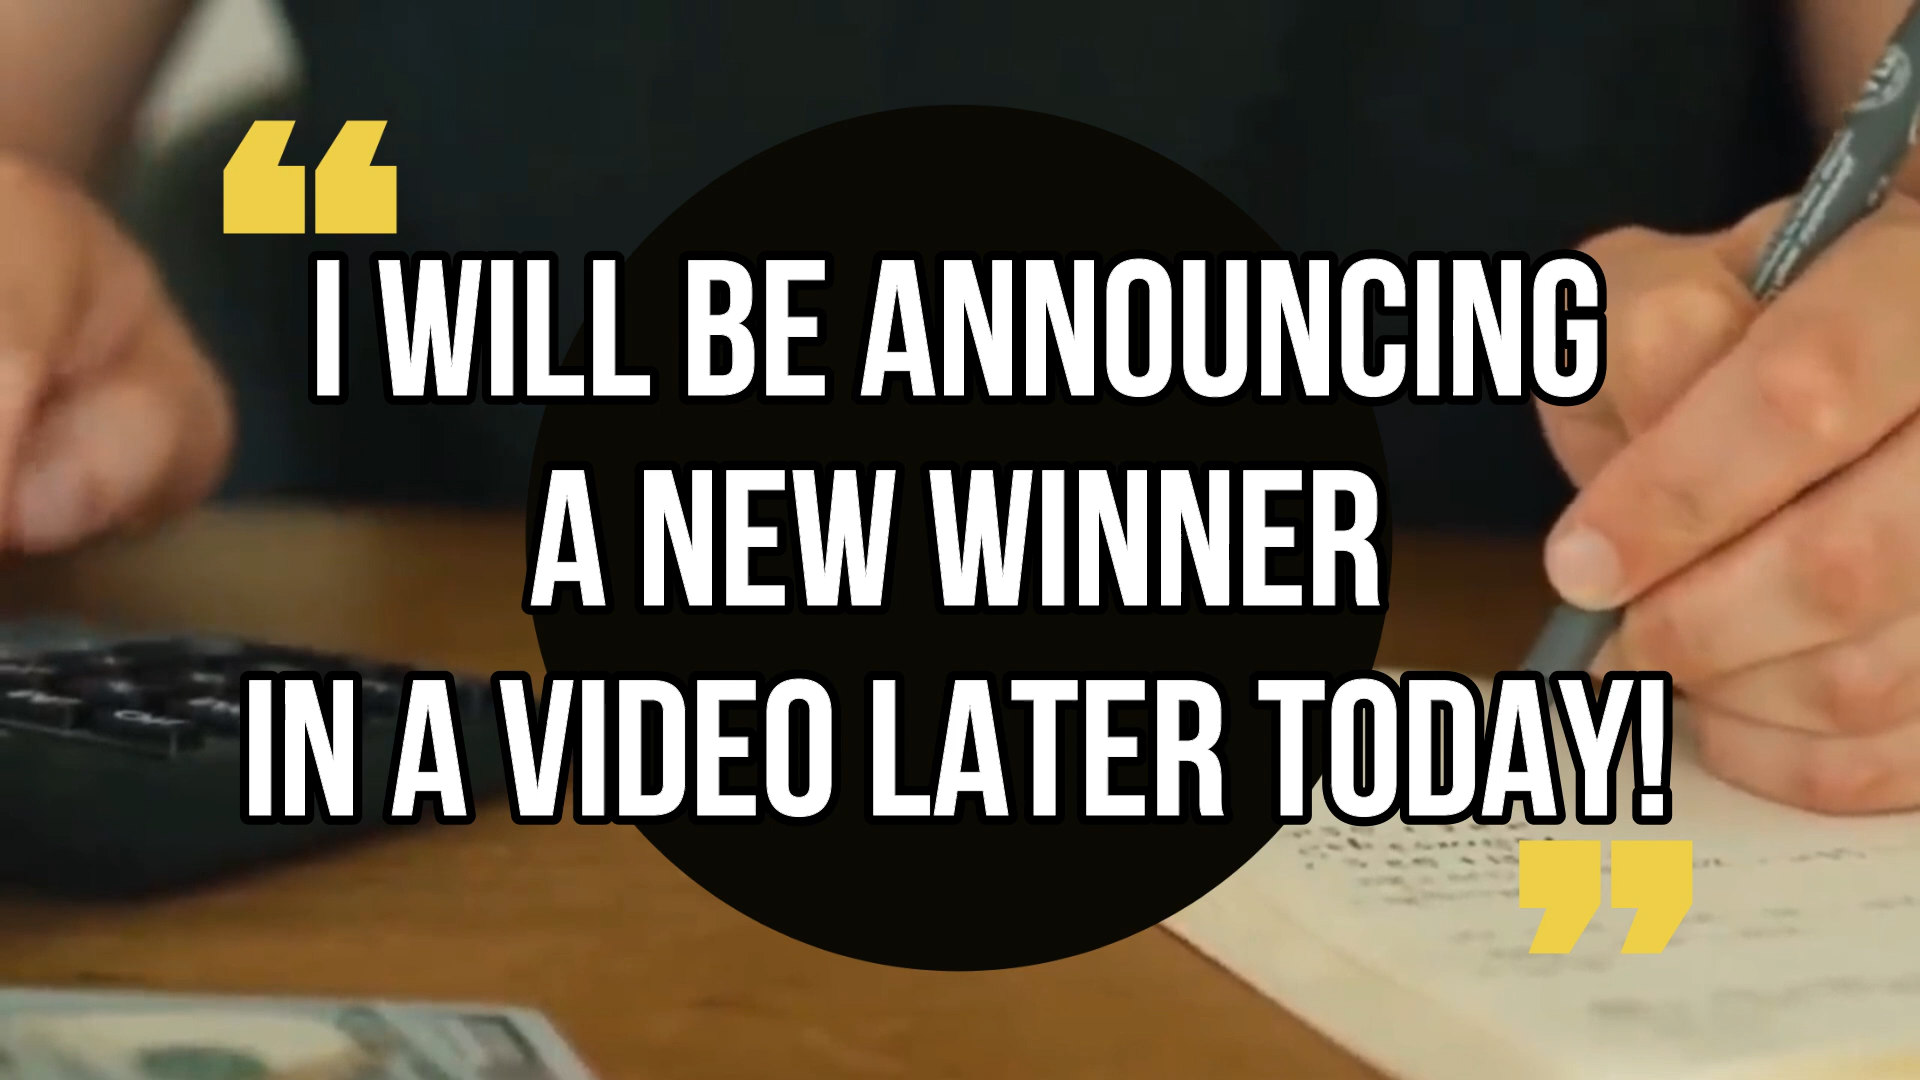 “
I WILL BE ANNOUNCING
A NEW WINNER
IN A VIDEO LATER TODAY!
”